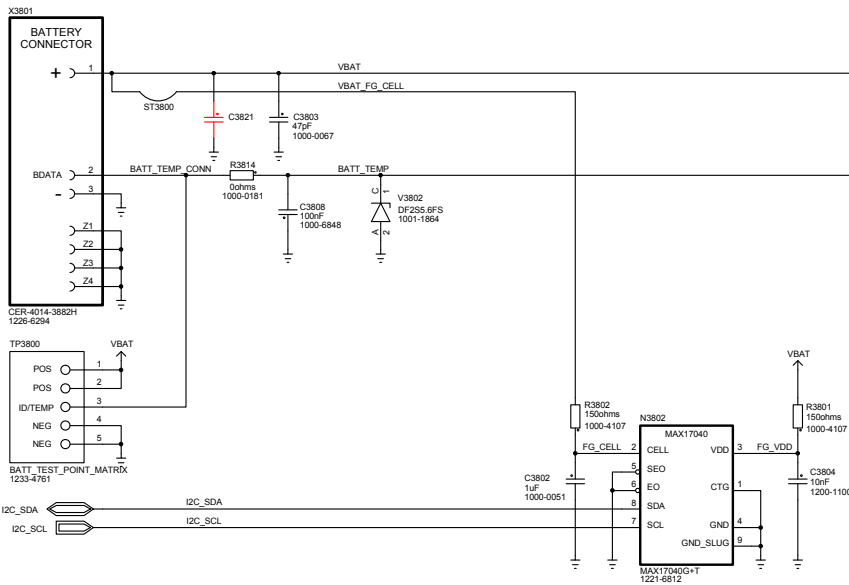 X3801
BATTERY
CONNECTOR
+ 1 VBAT
VBAT_FG_CELL
ST3800
C3821
C3803
47pF
1000-0067
BDATA 2 BATT_TEMP_CONN R3814 BATT_TEMP
0ohms
1000-0181
- 3
C3808
100nF
1000-6848
C 1
V3802
DF2S5.6FS
1001-1864
A 2
Z1
Z2
Z3
Z4
CER-4014-3882H
1226-6294
TP3800
VBAT
POS 1
POS 2
ID/TEMP 3
NEG 4
NEG 5
BATT_TEST_POINT_MATRIX
1233-4761
VBAT
R3802
150ohms
1000-4107
R3801
150ohms
1000-4107
N3802
MAX17040
FG_CELL 2 CELL VDD 3 FG_VDD
5 SEO
6 EO CTG 1
8 SDA
7 SCL GND 4
GND_SLUG 9
C3802
1uF
1000-0051
C3804
10nF
1200-1100
I2C_SDA I2C_SDA
I2C_SCL I2C_SCL
MAX17040G+T
1221-6812